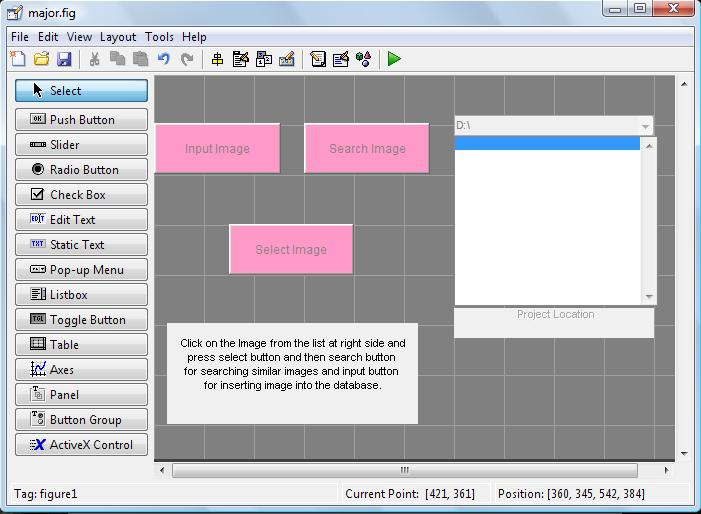 major.fig
File Edit View Layout Tools Help
Select
Push Button
Slider
Radio Button
Check Box
Edit Text
Static Text
Pop-up Menu
Listbox
Toggle Button
Table
Axes
Panel
Button Group
ActiveX Control
OK
EDIT
TXT
TGL
Input Image
Search Image
Select Image
D:\
Project Location
Click on the Image from the list at right side and
press select button and then search button
for searching similar images and input button
for inserting image into the database.
Tag: figure1
Current Point: [421, 361]
Position: [360, 345, 542, 384]